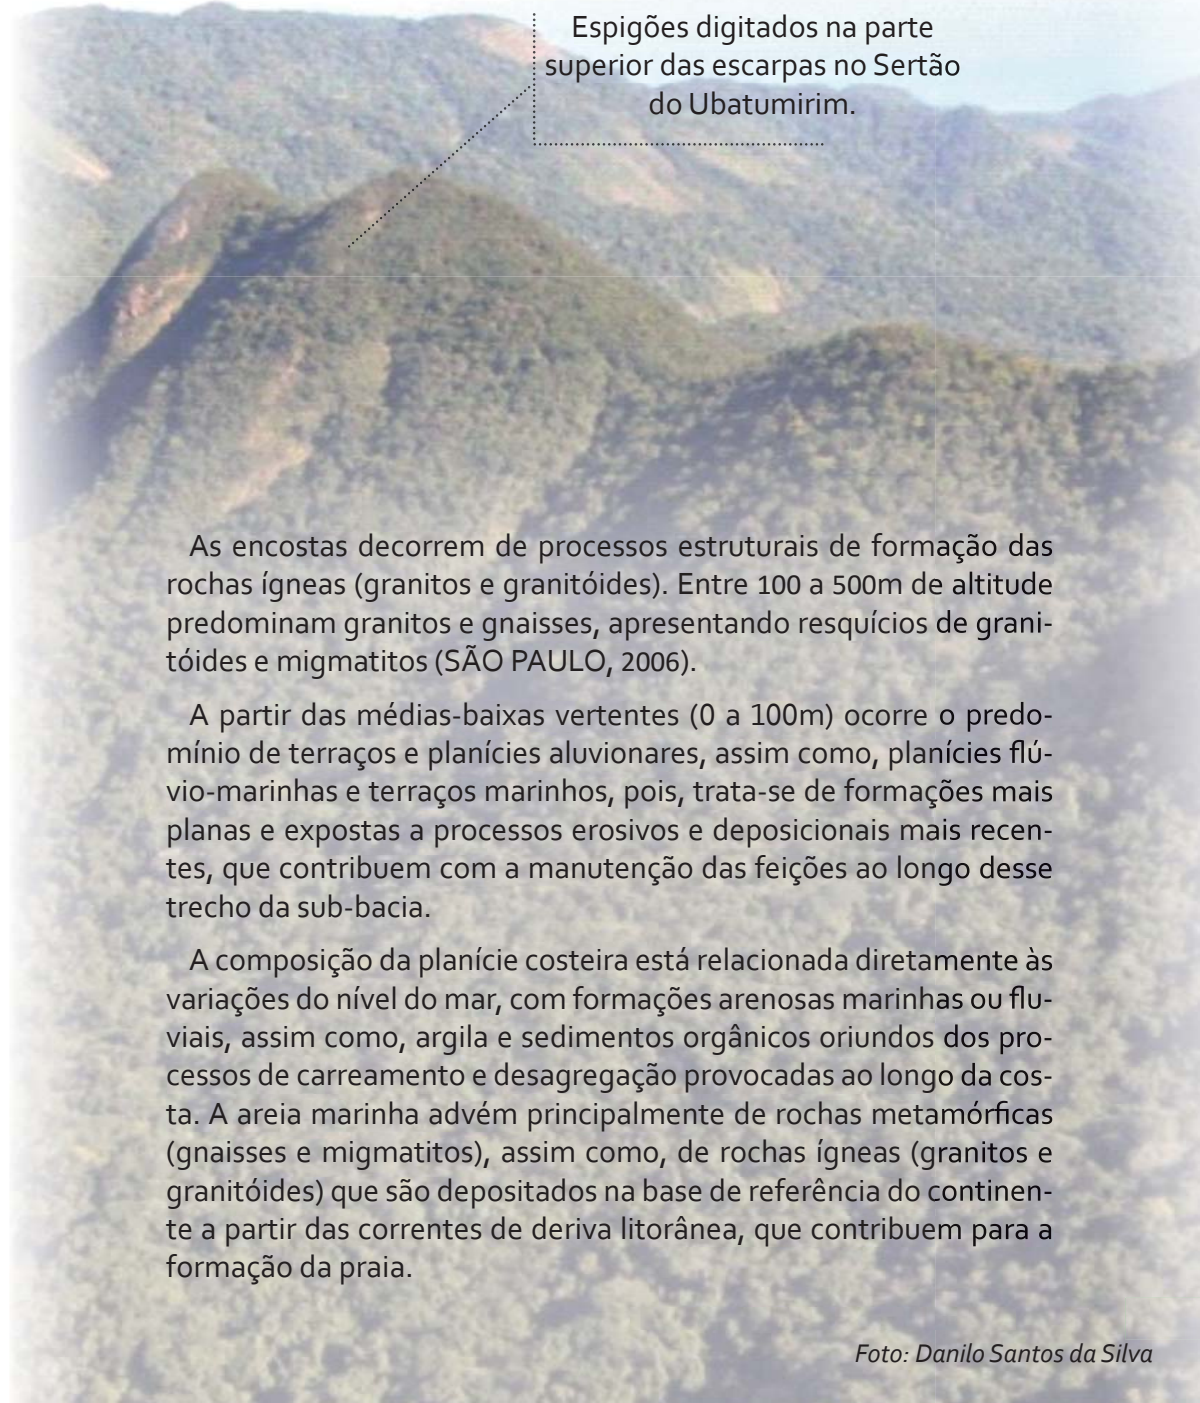 Espigões digitados na parte
superior das escarpas no Sertão
do Ubatumirim.
As encostas decorrem de processos estruturais de formação das
rochas ígneas (granitos e granitóides). Entre 100 a 500m de altitude
predominam granitos e gnaisses, apresentando resquícios de grani-
tóides e migmatitos (SÃO PAULO, 2006).
A partir das médias-baixas vertentes (0 a 100m) ocorre o predo-
mínio de terraços e planícies aluvionares, assim como, planícies flú-
vio-marinhas e terraços marinhos, pois, trata-se de formações mais
planas e expostas a processos erosivos e deposicionais mais recen-
tes, que contribuem com a manutenção das feições ao longo desse
trecho da sub-bacia.
A composição da planície costeira está relacionada diretamente às
variações do nível do mar, com formações arenosas marinhas ou flu-
viais, assim como, argila e sedimentos orgânicos oriundos dos pro-
cessos de carreamento e desagregação provocadas ao longo da cos-
ta. A areia marinha advém principalmente de rochas metamórficas
(gnaisses e migmatitos), assim como, de rochas ígneas (granitos e
granitóides) que são depositados na base de referência do continen-
te a partir das correntes de deriva litorânea, que contribuem para a
formação da praia.
Foto: Danilo Santos da Silva